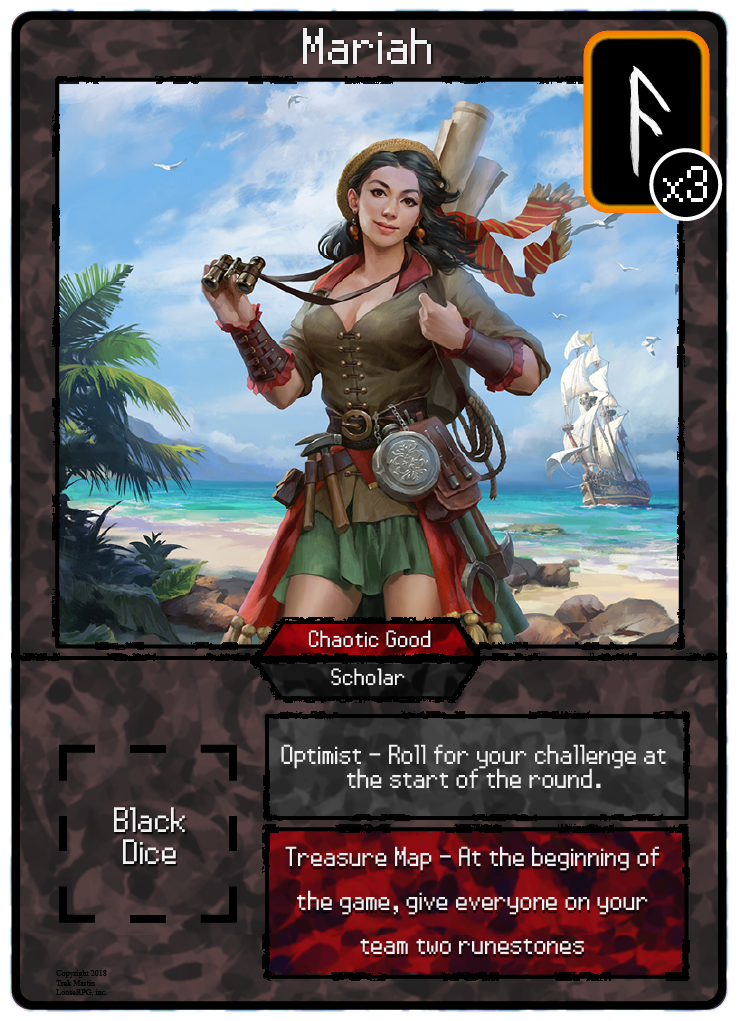 Mariah
ᚨ
x3
Chaotic Good
Scholar
Optimist - Roll for your challenge at
the start of the round.
Black
Dice
Treasure Map - At the beginning of
the game, give everyone on your
team two runestones
Copyright 2018
Trek Martin
LooseRPG, inc.